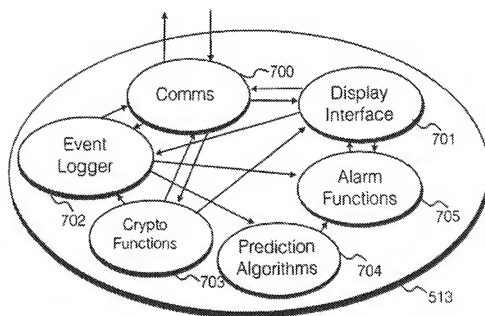 700
Comms
Display
Interface
701
Event
Logger
702
Alarm
Functions
705
Crypto
Functions
703
Prediction
Algorithms
704
513